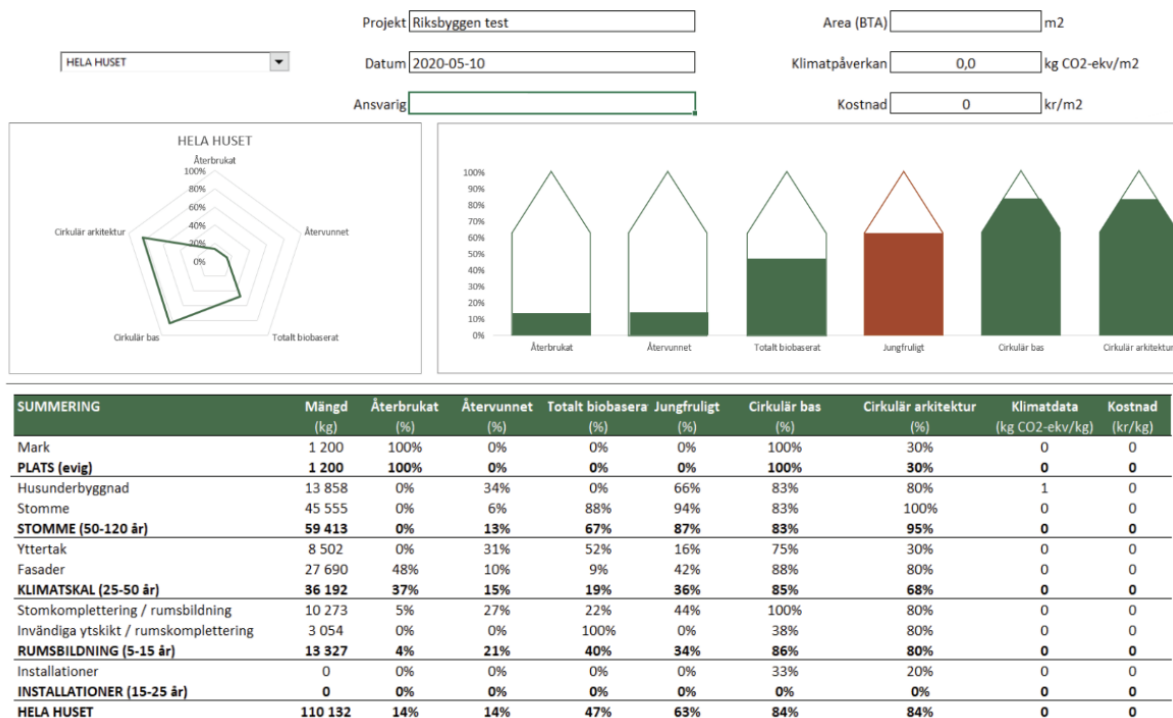 Projekt Riksbyggen test Area (BTA) m2
HELA HUSET Datum 2020-05-10 Klimatpåverkan 0,0 kg CO2-ekv/m2
Ansvarig Kostnad 0 kr/m2
HELA HUSET
Återbrukat
100%
80%
60%
40%
20%
0%
Cirkulär arkitektur
Återvunnet
Cirkulär bas
Totalt biobaserat
100%
90%
80%
70%
60%
50%
40%
30%
20%
10%
0%
Återbrukat Återvunnet Totalt biobaserat Jungfruligt Cirkulär bas Cirkulär arkitektur
SUMMERING Mängd Återbrukat Återvunnet Totalt biobasera Jungfruligt Cirkulär bas Cirkulär arkitektur Klimatdata Kostnad
(kg) (%) (%) (%) (%) (%) (%) (kg CO2-ekv/kg) (kr/kg)
Mark 1 200 100% 0% 0% 0% 100% 30% 0 0
PLATS (evig) 1 200 100% 0% 0% 0% 100% 30% 0 0
Husunderbyggnad 13 858 0% 34% 0% 66% 83% 80% 1 0
Stomme 45 555 0% 6% 88% 94% 83% 100% 0 0
STOMME (50-120 år) 59 413 0% 13% 67% 87% 83% 95% 0 0
Yttertak 8 502 0% 31% 52% 16% 75% 30% 0 0
Fasader 27 690 48% 10% 9% 42% 88% 80% 0 0
KLIMATSKAL (25-50 år) 36 192 37% 15% 19% 36% 85% 68% 0 0
Stomkomplettering / rumsbildning 10 273 5% 27% 22% 44% 100% 80% 0 0
Invändiga ytskikt / rumskomplettering 3 054 0% 0% 100% 0% 38% 80% 0 0
RUMSBILDNING (5-15 år) 13 327 4% 21% 40% 34% 86% 80% 0 0
Installationer 0 0% 0% 0% 0% 33% 20% 0 0
INSTALLATIONER (15-25 år) 0 0% 0% 0% 0% 0% 0% 0 0
HELA HUSET 110 132 14% 14% 47% 63% 84% 84% 0 0